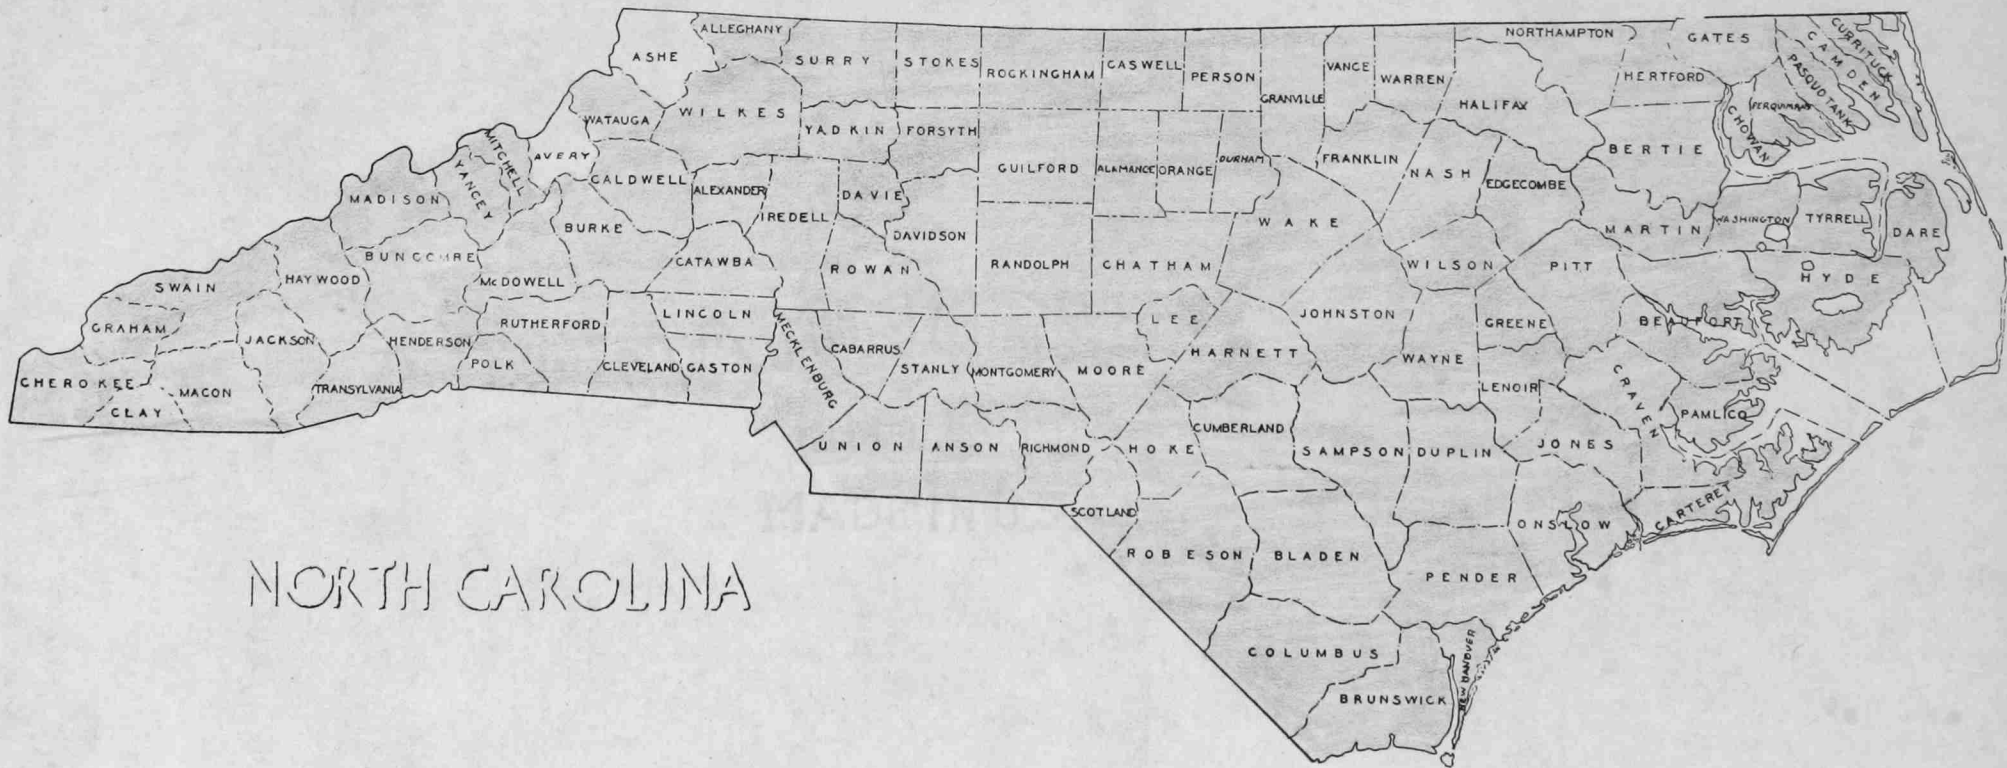 ALLEGHANY
NORTHAMPTON
GATES
CURRITUCK
CAMDEN
ASHE
SURRY
STOKES
ROCKINGHAM
CASWELL
PERSON
VANCE
WARREN
HERTFORD
PASQUOTANK
GRANVILLE
HALIFAX
PERQUIMANS
CHOWAN
WATAUGA
WILKES
YADKIN
FORSYTH
MITCHELL
AVERY
YANCEY
CALDWELL
ALEXANDER
GUILFORD
ALAMANCE
ORANGE
DURHAM
FRANKLIN
NASH
EDGECOMBE
BERTIE
MADISON
BURKE
IREDELL
DAVIE
DAVIDSON
WAKE
MARTIN
WASHINGTON
TYRRELL
DARE
BUNCOMBE
McDOWELL
CATAWBA
ROWAN
RANDOLPH
CHATHAM
WILSON
PITT
HYDE
SWAIN
HAYWOOD
GRAHAM
JACKSON
HENDERSON
RUTHERFORD
LINCOLN
MECKLENBURG
CABARRUS
LEE
JOHNSTON
GREENE
BEAUFORT
CHEROKEE
CLAY
MACON
TRANSYLVANIA
POLK
CLEVELAND
GASTON
STANLY
MONTGOMERY
MOORE
HARNETT
WAYNE
LENOIR
CRAVEN
PAMLICO
UNION
ANSON
RICHMOND
HOKE
CUMBERLAND
SAMPSON
DUPLIN
JONES
SCOTLAND
ONSLOW
CARTERET
ROBESON
BLADEN
PENDER
COLUMBUS
BRUNSWICK
NEW HANOVER
NORTH CAROLINA